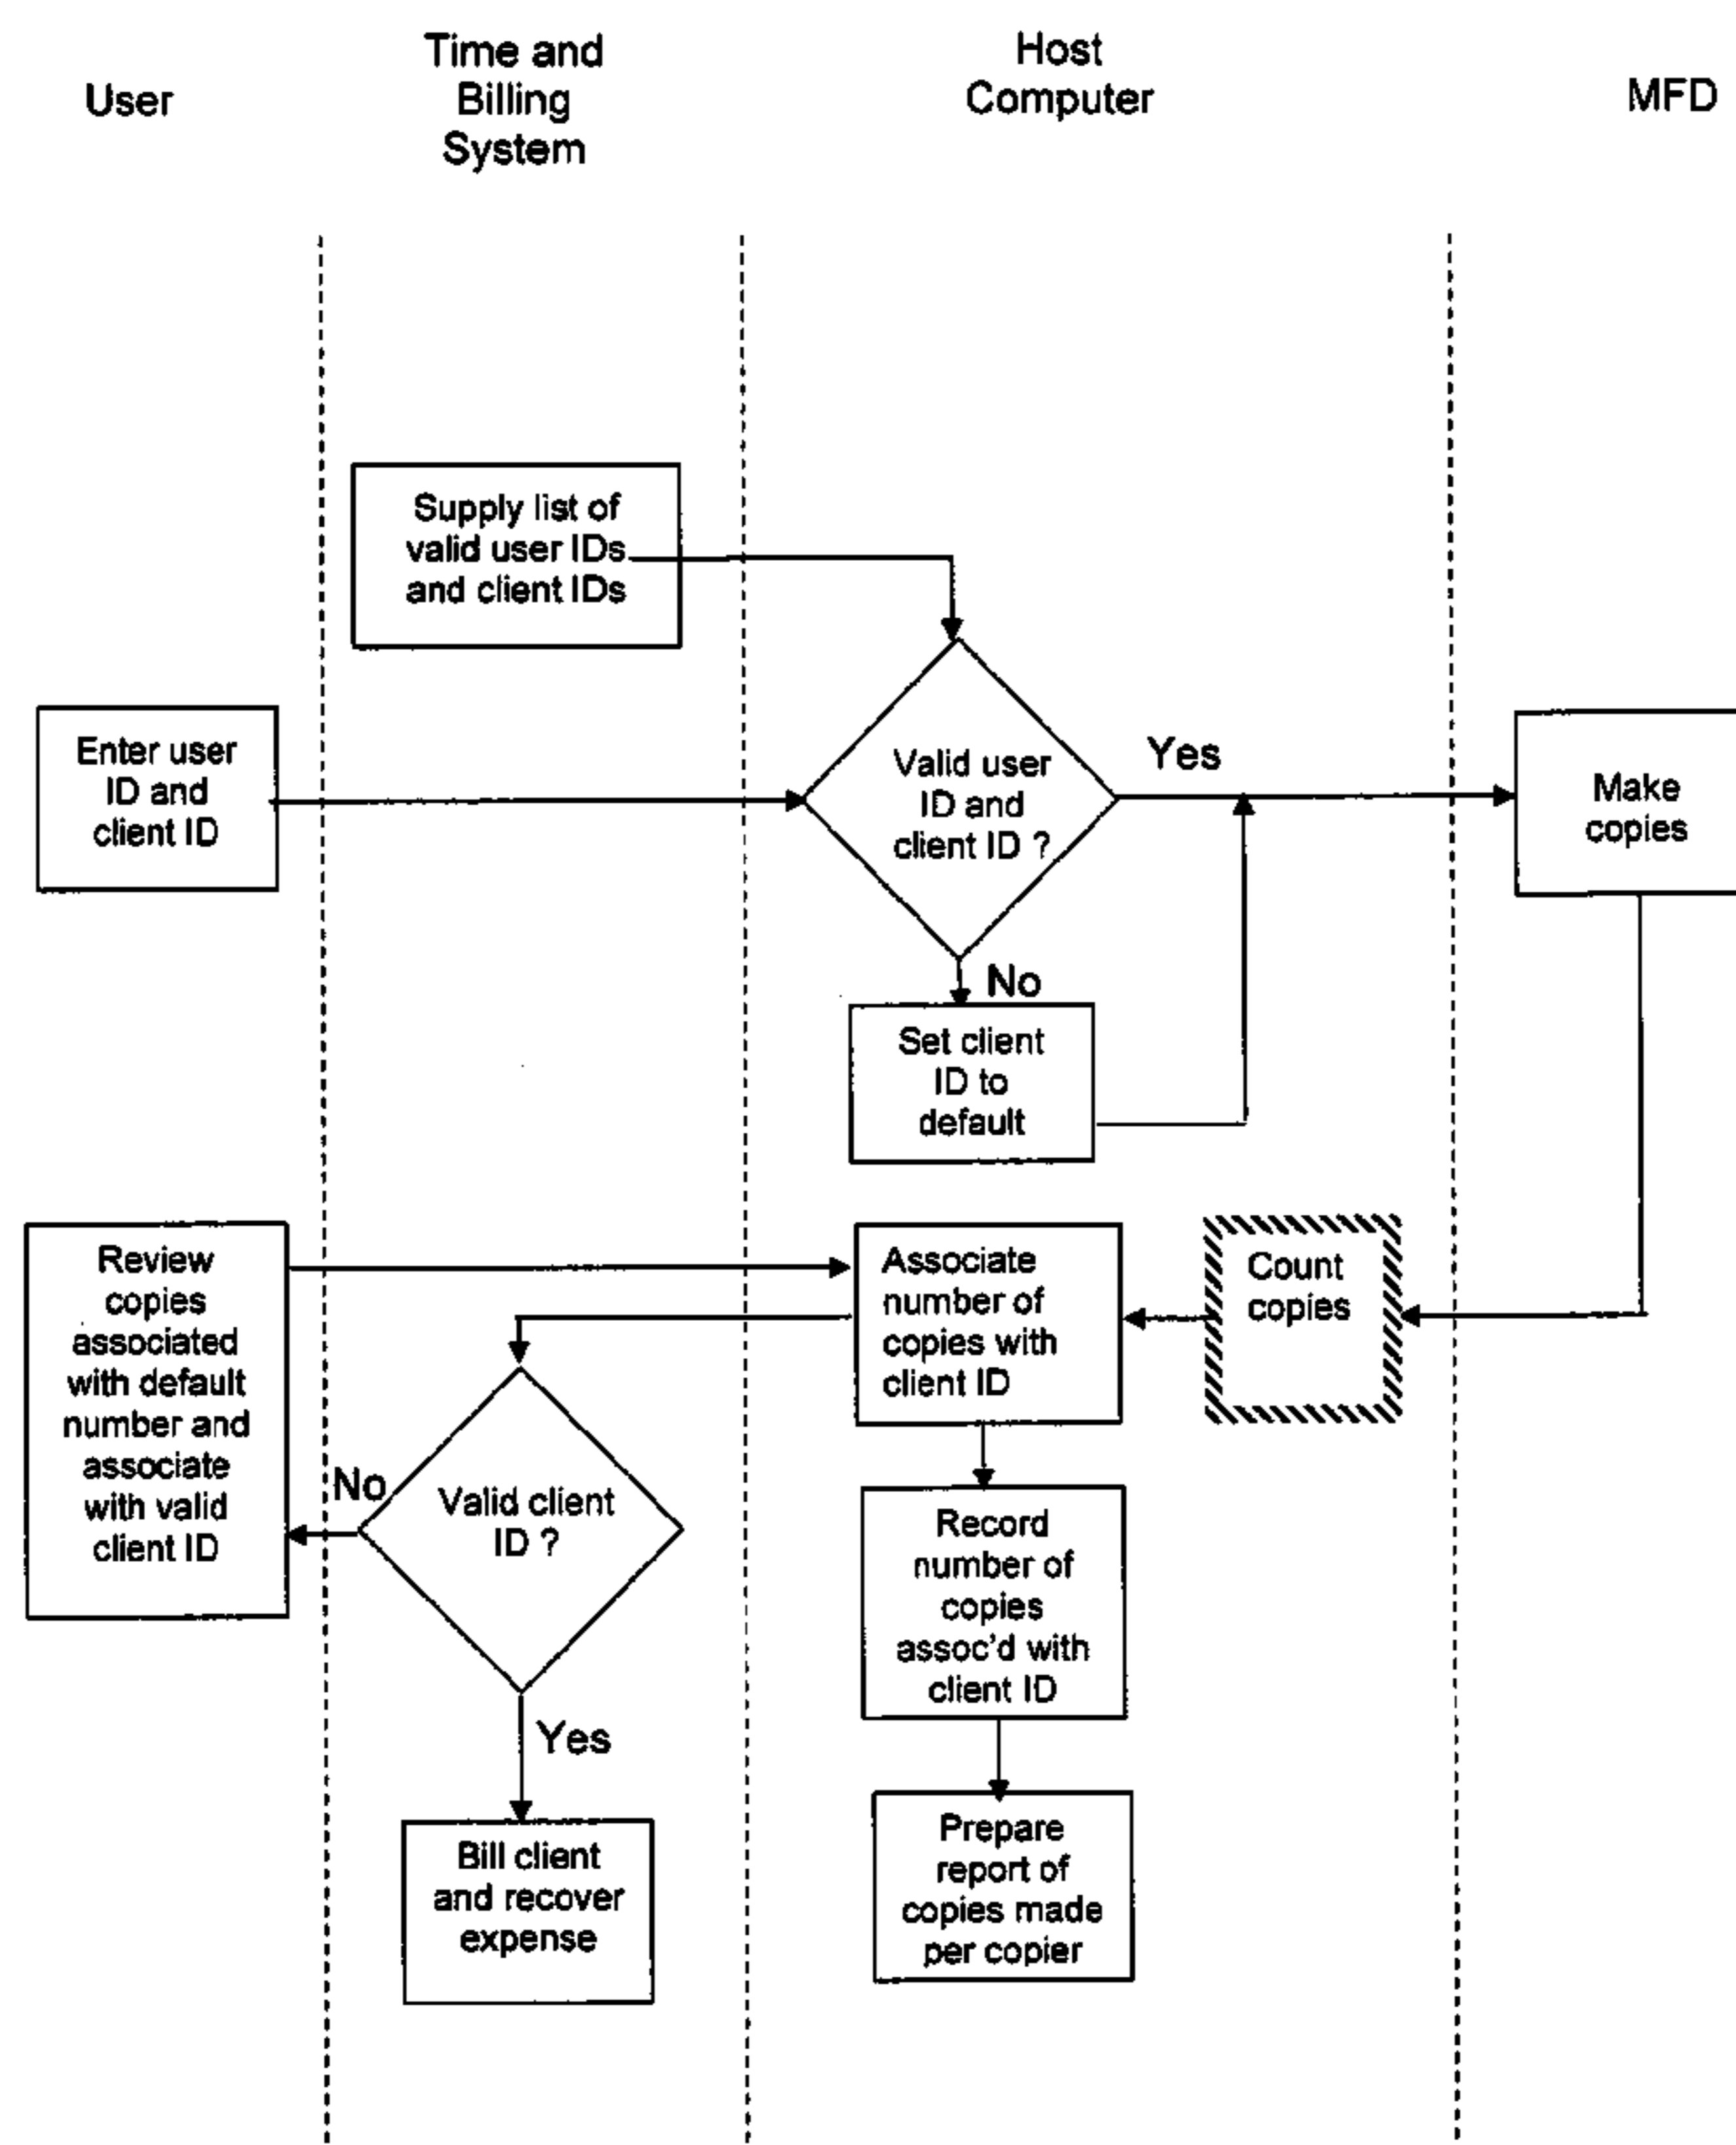 User
Time and
Billing
System
Host
Computer
MFD
Supply list of
valid user IDs
and client IDs
Enter user
ID and
client ID
Valid user
ID and
client ID ?
Yes
Make
copies
No
Set client
ID to
default
Review
copies
associated
with default
number and
associate
with valid
client ID
Associate
number of
copies with
client ID
Count
copies
No
Valid client
ID ?
Record
number of
copies
assoc'd with
client ID
Yes
Bill client
and recover
expense
Prepare
report of
copies made
per copier